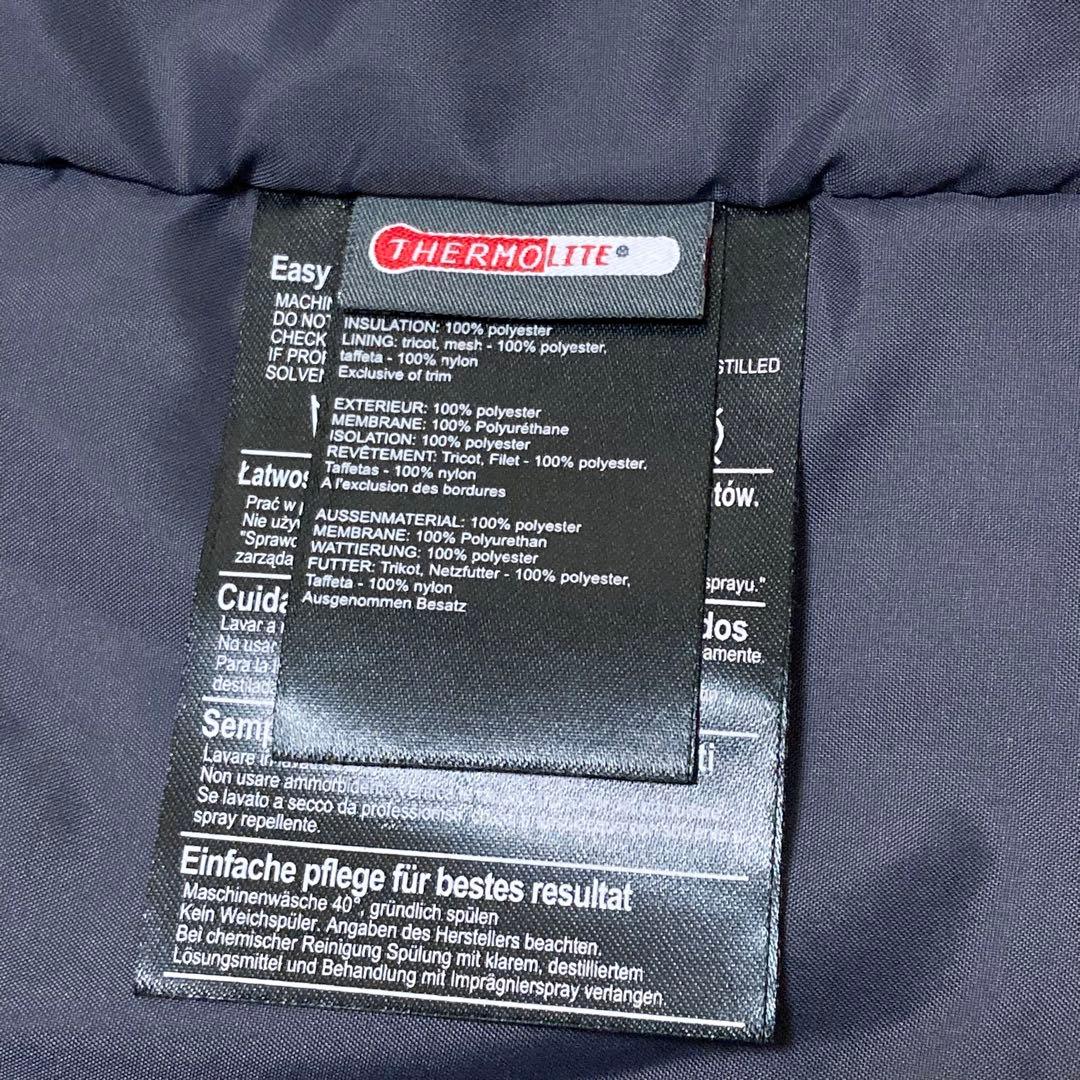 THERMOLITE®
INSULATION: 100% polyester
LINING: tricot, mesh - 100% polyester,
taffeta - 100% nylon
Exclusive of trim
EXTERIEUR: 100% polyester
MEMBRANE: 100% Polyuréthane
ISOLATION: 100% polyester
REVÊTEMENT: Tricot, Filet - 100% polyester.
Taffetas - 100% nylon
A l'exclusion des bordures
AUSSENMATERIAL: 100% polyester
MEMBRANE: 100% Polyurethan
WATTIERUNG: 100% polyester
FUTTER: Trikot, Netzfutter - 100% polyester,
Taffeta - 100% nylon
Ausgenommen Besatz
Easy
MACHIN
DO NO
CHECK
IF PRO
SOLVE
STILLED
Łatwo
tów.
Prać w
Nie uży
"Sprawd
zarząda
sprayu."
Cuida
dos
Lavar a
amente.
No usar
Para la
destilad
Semp
ti
Lavare in
Non usare ammorbidente.
Se lavato a secco da
spray repellente.
Einfache pflege für bestes resultat
Maschinenwäsche 40°, gründlich spülen
Kein Weichspüler. Angaben des Herstellers beachten.
Bei chemischer Reinigung Spülung mit klarem, destilliertem
Lösungsmittel und Behandlung mit Imprägnierspray verlangen.